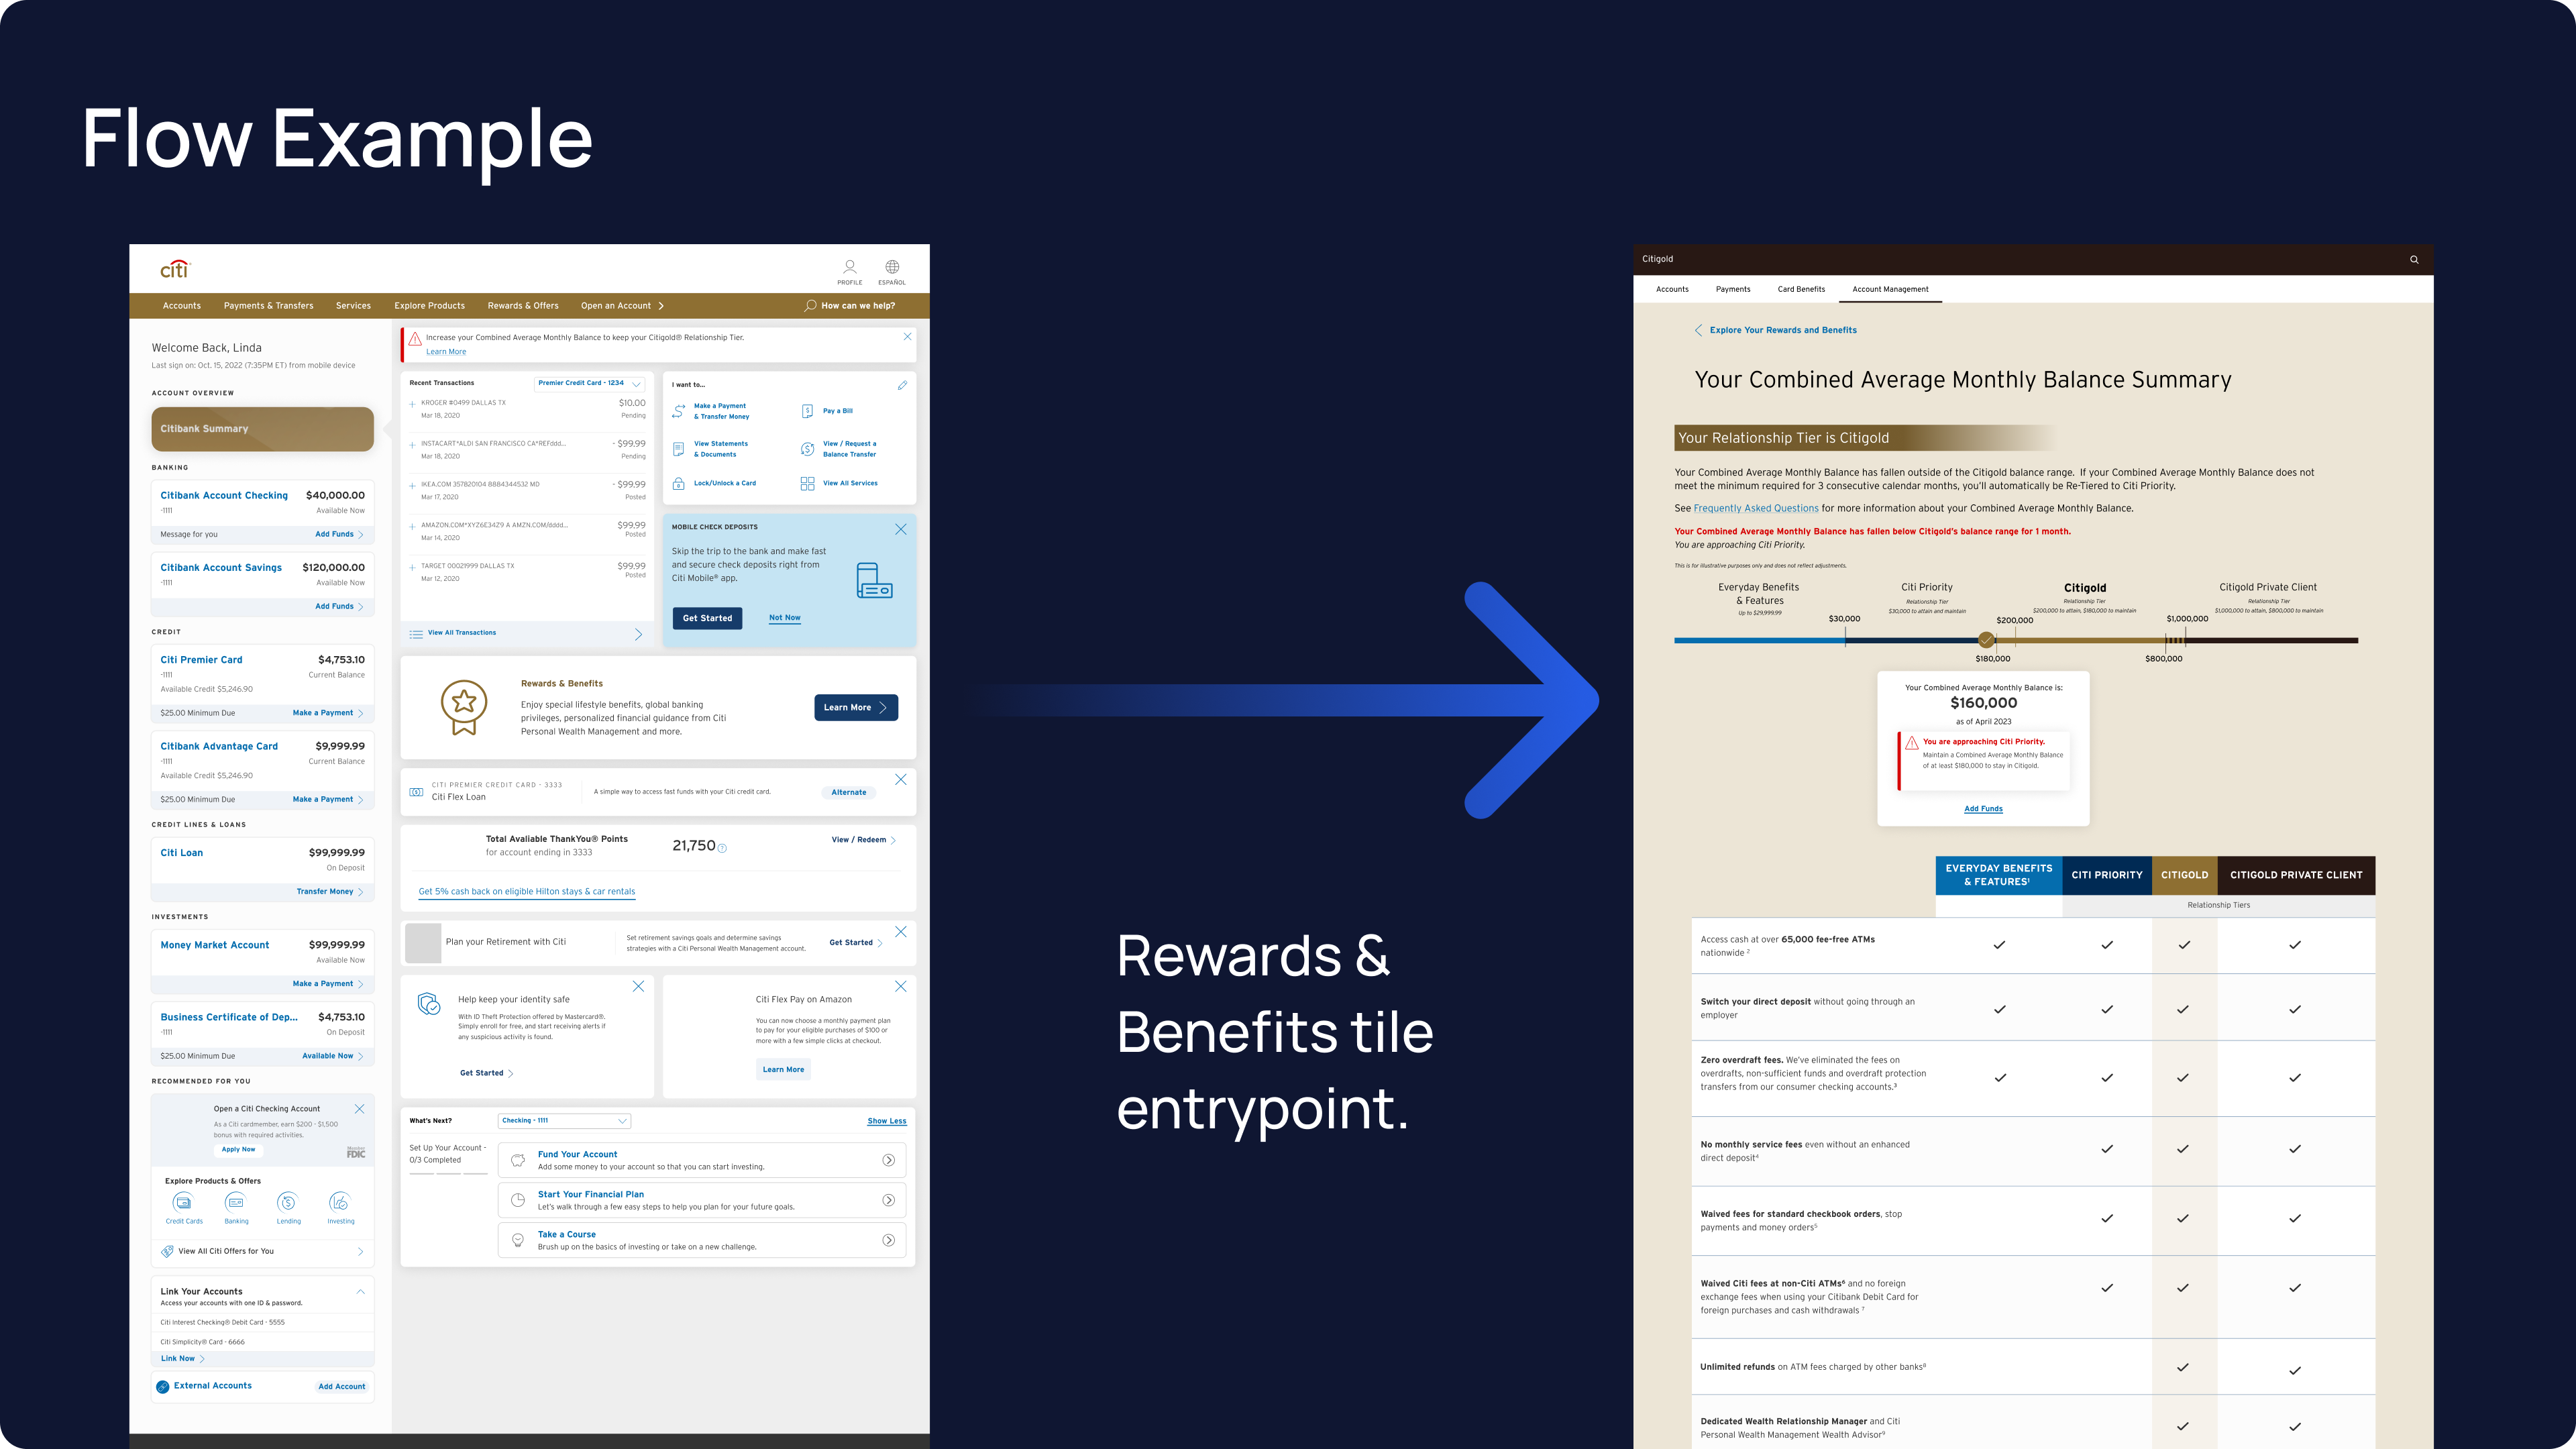 Flow Example
citi
PROFILE
ESPAÑOL
Accounts
Payments & Transfers
Services
Explore Products
Rewards & Offers
Open an Account
How can we help?
Welcome Back, Linda
Last sign on: Oct. 15, 2022 (7:35PM ET) from mobile device
ACCOUNT OVERVIEW
Citibank Summary
BANKING
Citibank Account Checking $40,000.00
-1111 Available Now
Message for you Add Funds
Citibank Account Savings $120,000.00
-1111 Available Now
Add Funds
CREDIT
Citi Premier Card $4,753.10
-1111 Current Balance
Available Credit $5,246.90
$25.00 Minimum Due Make a Payment
Citibank Advantage Card $9,999.99
-1111 Current Balance
Available Credit $5,246.90
$25.00 Minimum Due Make a Payment
CREDIT LINES & LOANS
Citi Loan $99,999.99
On Deposit
Transfer Money
INVESTMENTS
Money Market Account $99,999.99
Available Now
Make a Payment
Business Certificate of Dep... $4,753.10
-1111 On Deposit
$25.00 Minimum Due Available Now
RECOMMENDED FOR YOU
Open a Citi Checking Account
As a Citi cardmember, earn $200 - $1,500
bonus with required activities.
Apply Now
Member
FDIC
Explore Products & Offers
Credit Cards
Banking
Lending
Investing
View All Citi Offers for You
Link Your Accounts
Access your accounts with one ID & password.
Citi Interest Checking® Debit Card - 5555
Citi Simplicity® Card - 6666
Link Now
External Accounts Add Account
Increase your Combined Average Monthly Balance to keep your Citigold® Relationship Tier.
Learn More
Recent Transactions Premier Credit Card - 1234
KROGER #0499 DALLAS TX $10.00
Mar 18, 2020 Pending
INSTACART*ALDI SAN FRANCISCO CA*REFddd... - $99.99
Mar 18, 2020 Pending
IKEA.COM 357820104 8884344532 MD - $99.99
Mar 17, 2020 Posted
AMAZON.COM*XYZ6E34Z9 A AMZN.COM/dddd... $99.99
Mar 14, 2020 Posted
TARGET 00021999 DALLAS TX $99.99
Mar 12, 2020 Posted
View All Transactions
I want to...
Make a Payment
& Transfer Money
Pay a Bill
View Statements
& Documents
View / Request a
Balance Transfer
Lock/Unlock a Card
View All Services
MOBILE CHECK DEPOSITS
Skip the trip to the bank and make fast
and secure check deposits right from
Citi Mobile® app.
Get Started
Not Now
Rewards & Benefits
Enjoy special lifestyle benefits, global banking
privileges, personalized financial guidance from Citi
Personal Wealth Management and more.
Learn More
CITI PREMIER CREDIT CARD - 3333
Citi Flex Loan
A simple way to access fast funds with your Citi credit card.
Alternate
Total Avaliable ThankYou® Points
for account ending in 3333
21,750
View / Redeem
Get 5% cash back on eligible Hilton stays & car rentals
Plan your Retirement with Citi
Set retirement savings goals and determine savings
strategies with a Citi Personal Wealth Management account.
Get Started
Help keep your identity safe
With ID Theft Protection offered by Mastercard®.
Simply enroll for free, and start receiving alerts if
any suspicious activity is found.
Get Started
Citi Flex Pay on Amazon
You can now choose a monthly payment plan
to pay for your eligible purchases of $100 or
more with a few simple clicks at checkout.
Learn More
What's Next?
Checking - 1111
Show Less
Set Up Your Account -
0/3 Completed
Fund Your Account
Add some money to your account so that you can start investing.
Start Your Financial Plan
Let's walk through a few easy steps to help you plan for your future goals.
Take a Course
Brush up on the basics of investing or take on a new challenge.
Rewards &
Benefits tile
entrypoint.
Citigold
Accounts
Payments
Card Benefits
Account Management
Explore Your Rewards and Benefits
Your Combined Average Monthly Balance Summary
Your Relationship Tier is Citigold
Your Combined Average Monthly Balance has fallen outside of the Citigold balance range. If your Combined Average Monthly Balance does not
meet the minimum required for 3 consecutive calendar months, you'll automatically be Re-Tiered to Citi Priority.
See Frequently Asked Questions for more information about your Combined Average Monthly Balance.
Your Combined Average Monthly Balance has fallen below Citigold's balance range for 1 month.
You are approaching Citi Priority.
This is for illustrative purposes only and does not reflect adjustments.
Everyday Benefits
& Features
Up to $29,999.99
Citi Priority
Relationship Tier
$30,000 to attain and maintain
Citigold
Relationship Tier
$200,000 to attain, $180,000 to maintain
Citigold Private Client
Relationship Tier
$1,000,000 to attain, $800,000 to maintain
$30,000
$200,000
$1,000,000
$180,000
$800,000
Your Combined Average Monthly Balance is:
$160,000
as of April 2023
You are approaching Citi Priority.
Maintain a Combined Average Monthly Balance
of at least $180,000 to stay in Citigold.
Add Funds
EVERYDAY BENEFITS
& FEATURES¹
CITI PRIORITY
CITIGOLD
CITIGOLD PRIVATE CLIENT
Relationship Tiers
Access cash at over 65,000 fee-free ATMs
nationwide ²
Switch your direct deposit without going through an
employer
Zero overdraft fees. We've eliminated the fees on
overdrafts, non-sufficient funds and overdraft protection
transfers from our consumer checking accounts.³
No monthly service fees even without an enhanced
direct deposit⁴
Waived fees for standard checkbook orders, stop
payments and money orders⁵
Waived Citi fees at non-Citi ATMs⁶ and no foreign
exchange fees when using your Citibank Debit Card for
foreign purchases and cash withdrawals ⁷
Unlimited refunds on ATM fees charged by other banks⁸
Dedicated Wealth Relationship Manager and Citi
Personal Wealth Management Wealth Advisor⁹